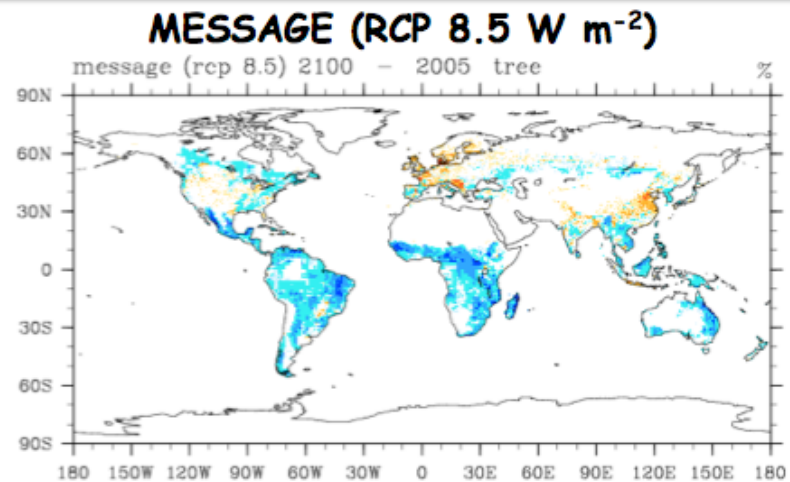 MESSAGE (RCP 8.5 W m⁻²)
message (rcp 8.5) 2100 – 2005 tree %
90N
60N
30N
0
30S
60S
90S
180 150W 120W 90W 60W 30W 0 30E 60E 90E 120E 150E 180